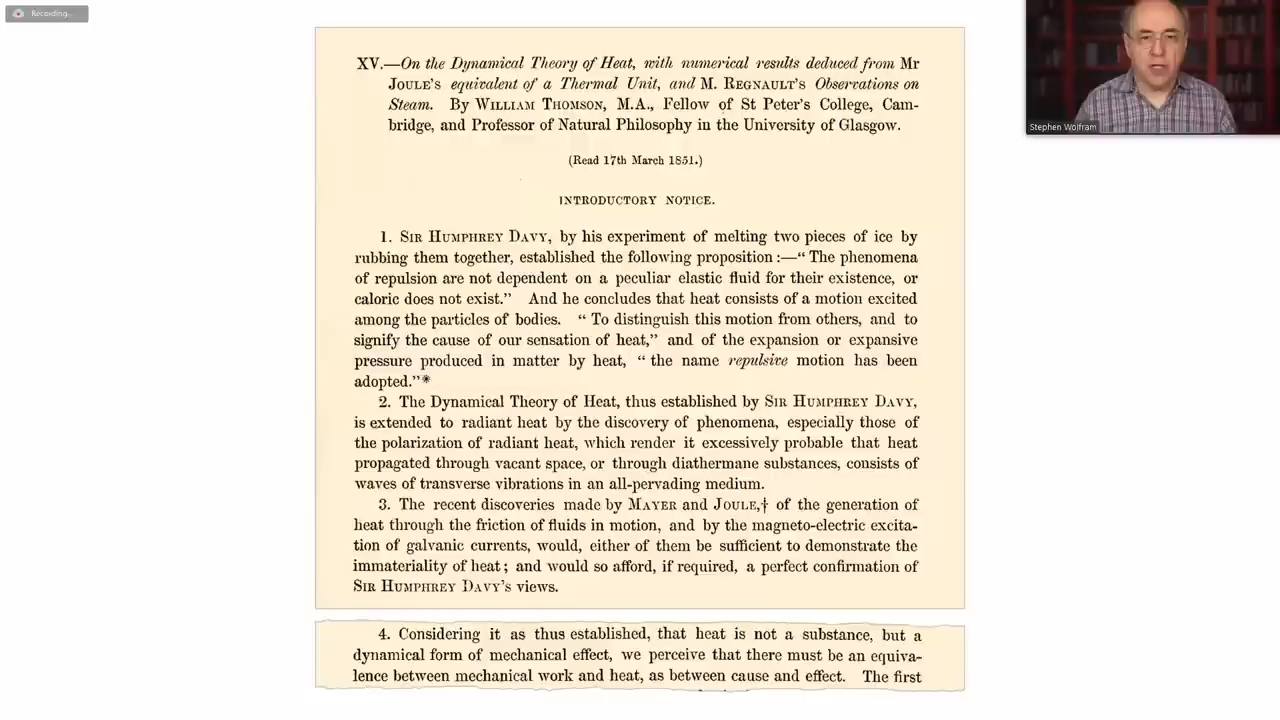 Recording...
XV.—On the Dynamical Theory of Heat, with numerical results deduced from Mr
JOULE'S equivalent of a Thermal Unit, and M. REGNAULT'S Observations on
Steam. By WILLIAM THOMSON, M.A., Fellow of St Peter's College, Cam-
bridge, and Professor of Natural Philosophy in the University of Glasgow.
(Read 17th March 1851.)
INTRODUCTORY NOTICE.
1. SIR HUMPHREY DAVY, by his experiment of melting two pieces of ice by
rubbing them together, established the following proposition :—“ The phenomena
of repulsion are not dependent on a peculiar elastic fluid for their existence, or
caloric does not exist.” And he concludes that heat consists of a motion excited
among the particles of bodies. “ To distinguish this motion from others, and to
signify the cause of our sensation of heat,” and of the expansion or expansive
pressure produced in matter by heat, “ the name repulsive motion has been
adopted.”*
2. The Dynamical Theory of Heat, thus established by SIR HUMPHREY DAVY,
is extended to radiant heat by the discovery of phenomena, especially those of
the polarization of radiant heat, which render it excessively probable that heat
propagated through vacant space, or through diathermane substances, consists of
waves of transverse vibrations in an all-pervading medium.
3. The recent discoveries made by MAYER and JOULE,† of the generation of
heat through the friction of fluids in motion, and by the magneto-electric excita-
tion of galvanic currents, would, either of them be sufficient to demonstrate the
immateriality of heat ; and would so afford, if required, a perfect confirmation of
SIR HUMPHREY DAVY'S views.
4. Considering it as thus established, that heat is not a substance, but a
dynamical form of mechanical effect, we perceive that there must be an equiva-
lence between mechanical work and heat, as between cause and effect. The first
Stephen Wolfram